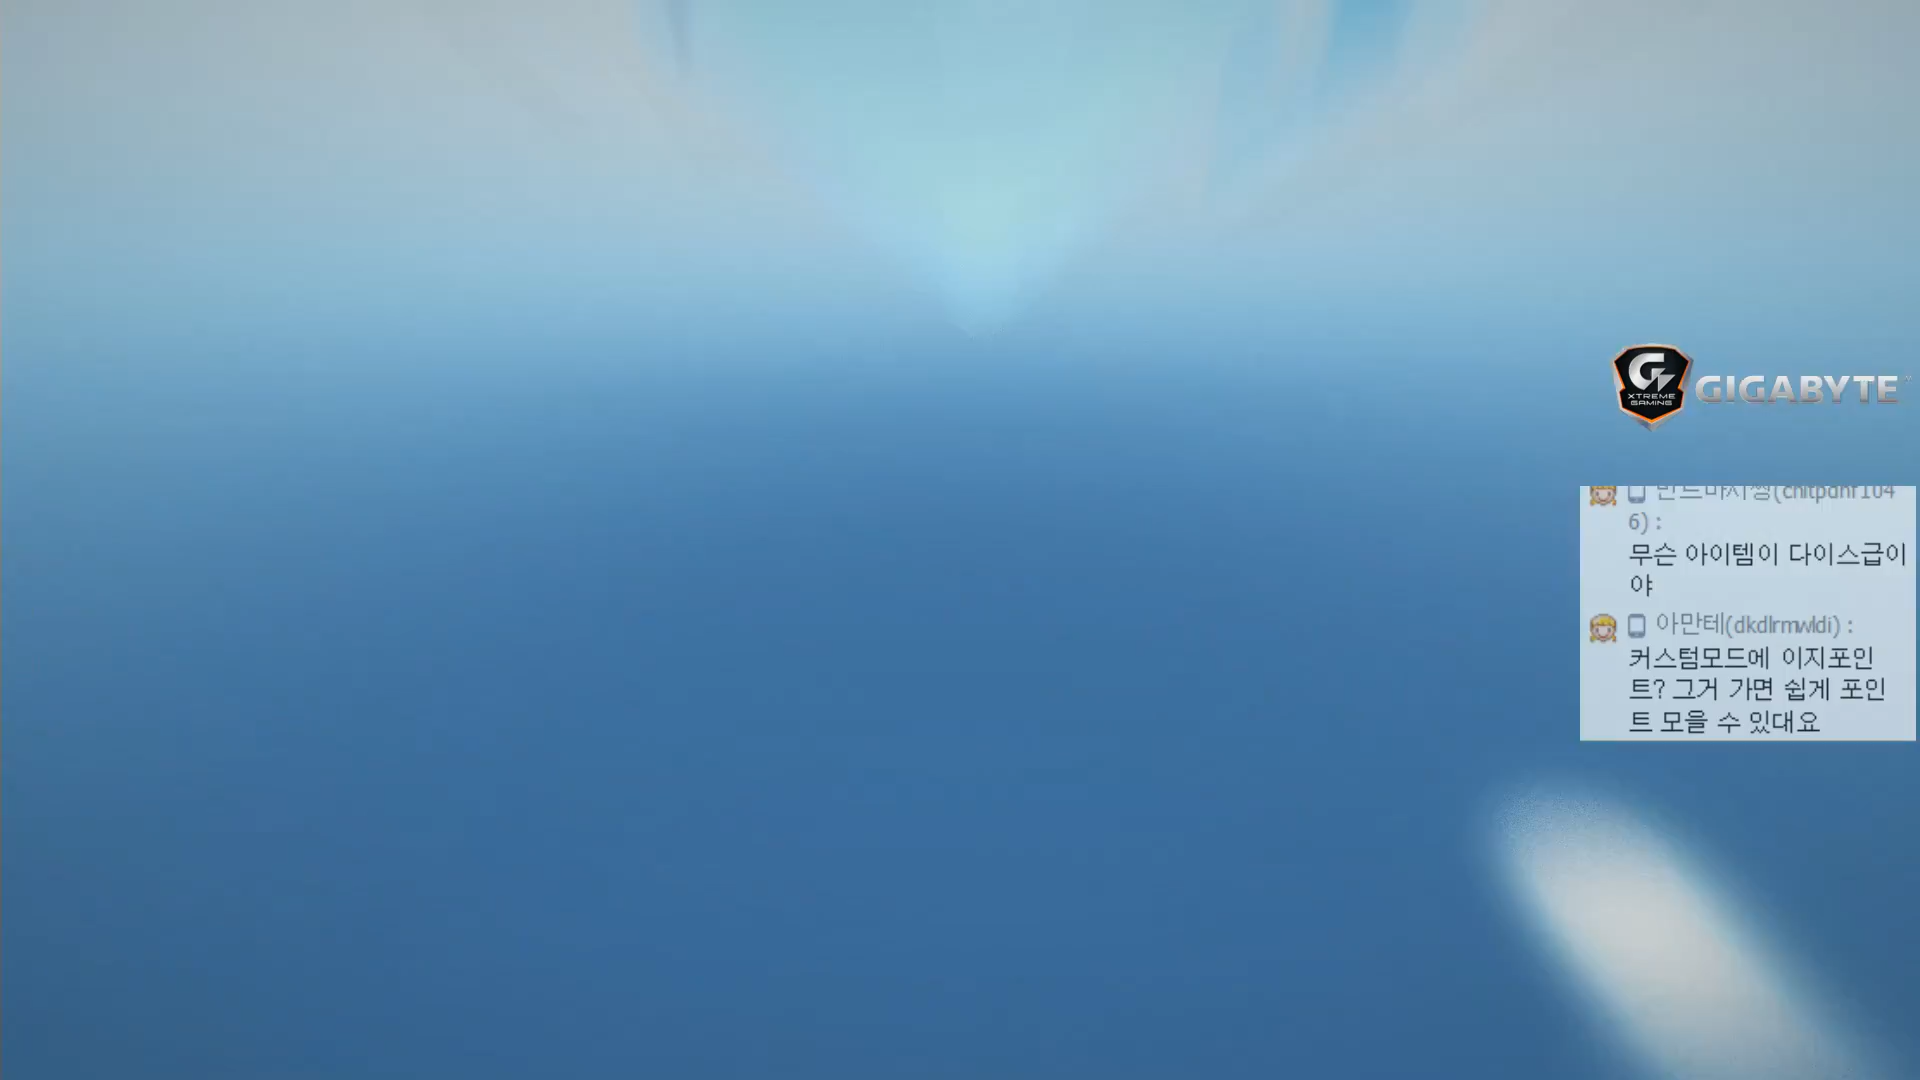 XTREME
GAMING
GIGABYTE
6) :
무슨 아이템이 다이스급이
야
아만테(dkdlrmwldi) :
커스텀모드에 이지포인
트? 그거 가면 쉽게 포인
트 모을 수 있대요